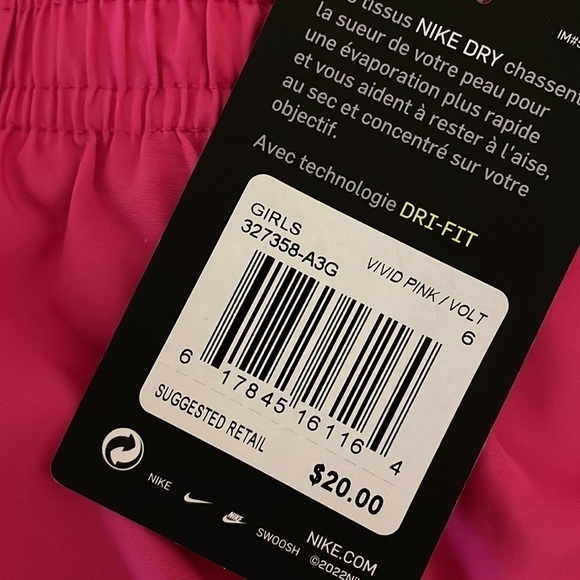 tissus NIKE DRY chassent
la sueur de votre peau pour
une évaporation plus rapide
et vous aident à rester à l'aise,
au sec et concentré sur votre
objectif.
Avec technologie DRI-FIT
GIRLS
327358-A3G
VIVID PINK / VOLT
6
6 17845 16116 4
SUGGESTED RETAIL
$20.00
NIKE
NIKE
SWOOSH
NIKE.COM